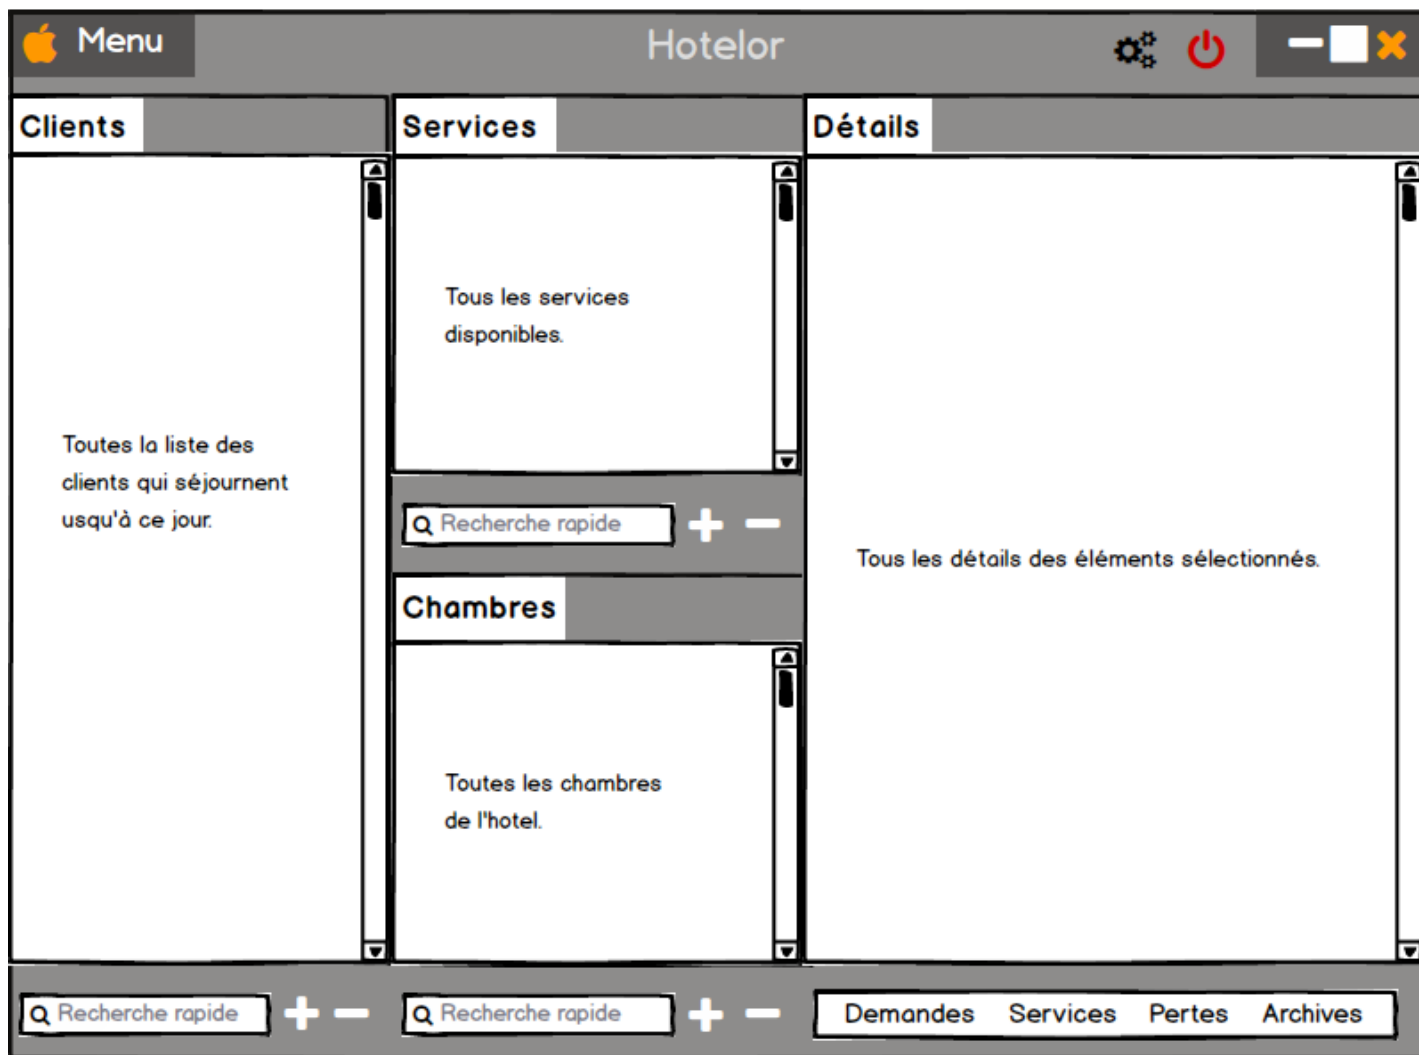 Menu
Hotelor
Clients
Services
Détails
Toutes la liste des
clients qui séjournent
usqu'à ce jour.
Tous les services
disponibles.
Recherche rapide
Chambres
Toutes les chambres
de l'hotel.
Tous les détails des éléments sélectionnés.
Recherche rapide
Recherche rapide
Demandes Services Pertes Archives